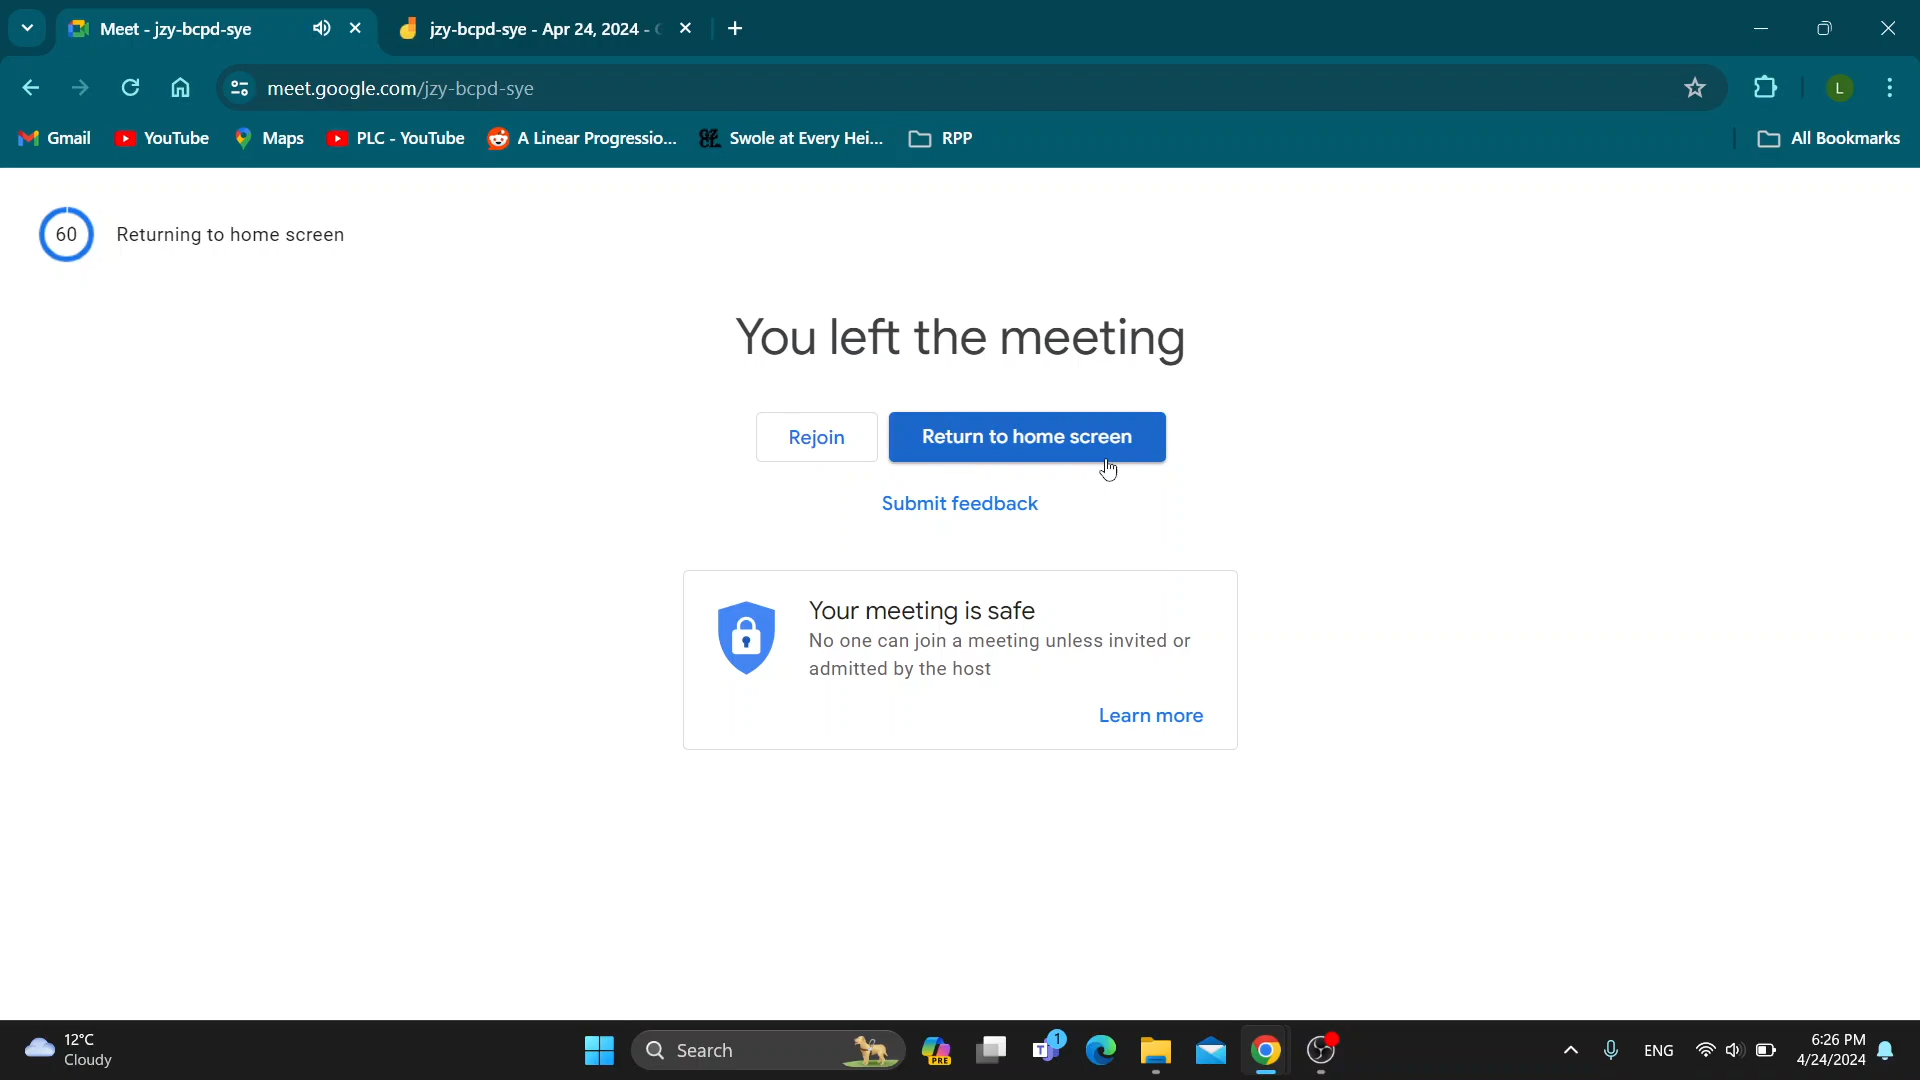 Meet - jzy-bcpd-sye
jzy-bcpd-sye - Apr 24, 2024 -
meet.google.com/jzy-bcpd-sye
L
Gmail
YouTube
Maps
PLC - YouTube
A Linear Progressio...
Swole at Every Hei...
RPP
All Bookmarks
60
Returning to home screen
You left the meeting
Rejoin
Return to home screen
Submit feedback
Your meeting is safe
No one can join a meeting unless invited or
admitted by the host
Learn more
12°C
Cloudy
Search
PRE
T
1
ENG
6:26 PM
4/24/2024